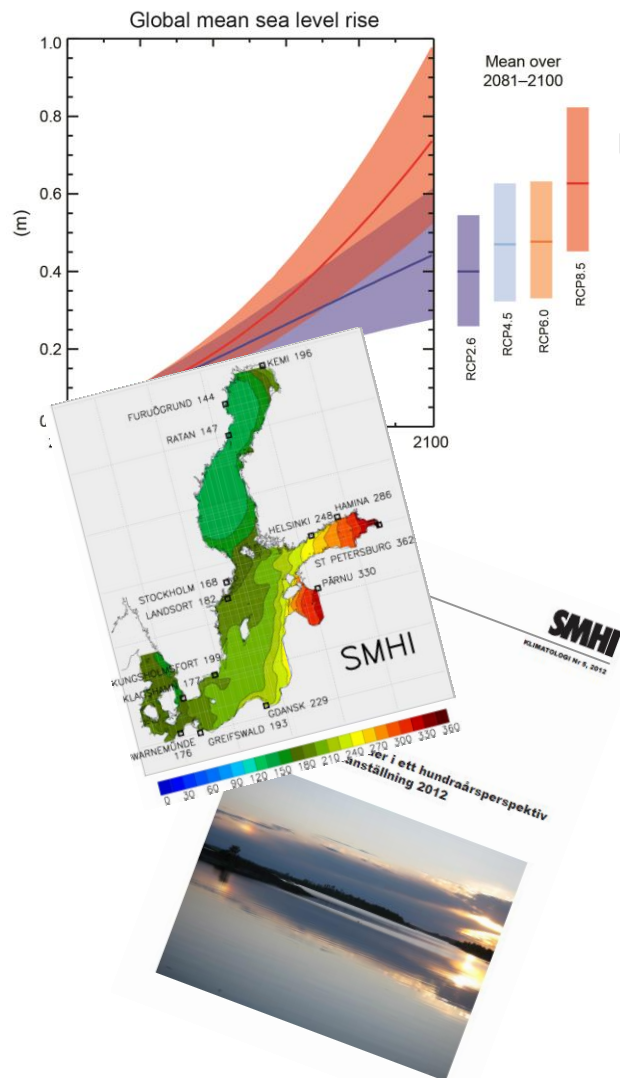 Global mean sea level rise
1.0
0.8
0.6
0.4
0.2
(m)
2100
Mean over
2081–2100
RCP2.6
RCP4.5
RCP6.0
RCP8.5
KEMI 196
FURUÖGRUND 144
RATAN 147
HELSINKI 248
HAMINA 286
ST PETERSBURG 362
PÄRNU 330
STOCKHOLM 168
LANDSORT 182
KUNGSHOLMSFORT 199
KLAGSHAMN 177
GDANSK 229
GREIFSWALD 193
WARNEMÜNDE
176
SMHI
0 30 60 90 120 150 180 210 240 270 300 330 360
SMHI
KLIMATOLOGI Nr 5, 2012
i ett hundraårsperspektiv
anställning 2012